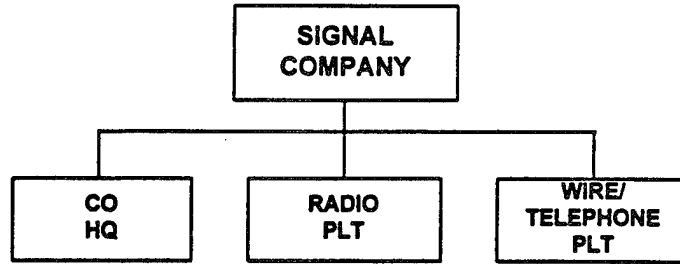 SIGNAL
COMPANY
CO
HQ
RADIO
PLT
WIRE/
TELEPHONE
PLT